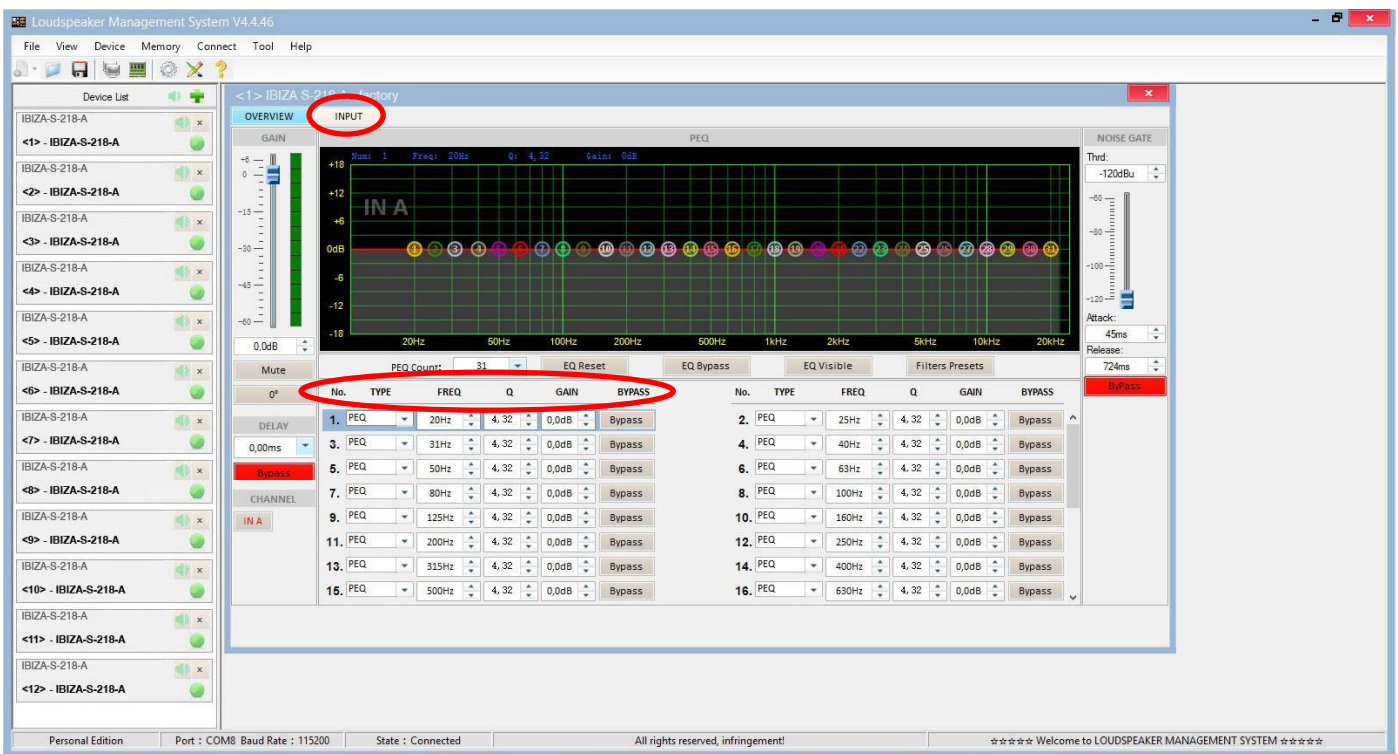 Loudspeaker Management System V4.4.46
File View Device Memory Connect Tool Help
Device List
IBIZA-S-218-A
<1> - IBIZA-S-218-A
IBIZA-S-218-A
<2> - IBIZA-S-218-A
IBIZA-S-218-A
<3> - IBIZA-S-218-A
IBIZA-S-218-A
<4> - IBIZA-S-218-A
IBIZA-S-218-A
<5> - IBIZA-S-218-A
IBIZA-S-218-A
<6> - IBIZA-S-218-A
IBIZA-S-218-A
<7> - IBIZA-S-218-A
IBIZA-S-218-A
<8> - IBIZA-S-218-A
IBIZA-S-218-A
<9> - IBIZA-S-218-A
IBIZA-S-218-A
<10> - IBIZA-S-218-A
IBIZA-S-218-A
<11> - IBIZA-S-218-A
IBIZA-S-218-A
<12> - IBIZA-S-218-A
<1> IBIZA S-218-A factory
OVERVIEW INPUT
GAIN
+6
0
-15
-30
-45
-60
0,0dB
Mute
0°
DELAY
0,00ms
Bypass
CHANNEL
IN A
PEQ
Num: 1 Freq: 20Hz Q: 4,32 Gain: 0dB
IN A
+18
+12
+6
0dB
-6
-12
-18
20Hz 50Hz 100Hz 200Hz 500Hz 1kHz 2kHz 5kHz 10kHz 20kHz
PEQ Count: 31 EQ Reset EQ Bypass EQ Visible Filters Presets
No. TYPE FREQ Q GAIN BYPASS No. TYPE FREQ Q GAIN BYPASS
1. PEQ 20Hz 4,32 0,0dB Bypass 2. PEQ 25Hz 4,32 0,0dB Bypass
3. PEQ 31Hz 4,32 0,0dB Bypass 4. PEQ 40Hz 4,32 0,0dB Bypass
5. PEQ 50Hz 4,32 0,0dB Bypass 6. PEQ 63Hz 4,32 0,0dB Bypass
7. PEQ 80Hz 4,32 0,0dB Bypass 8. PEQ 100Hz 4,32 0,0dB Bypass
9. PEQ 125Hz 4,32 0,0dB Bypass 10. PEQ 160Hz 4,32 0,0dB Bypass
11. PEQ 200Hz 4,32 0,0dB Bypass 12. PEQ 250Hz 4,32 0,0dB Bypass
13. PEQ 315Hz 4,32 0,0dB Bypass 14. PEQ 400Hz 4,32 0,0dB Bypass
15. PEQ 500Hz 4,32 0,0dB Bypass 16. PEQ 630Hz 4,32 0,0dB Bypass
NOISE GATE
Thrd:
-120dBu
-60
-80
-100
-120
Attack:
45ms
Release:
724ms
ByPass
Personal Edition Port : COM8 Baud Rate : 115200 State : Connected All rights reserved, infringement! ☆☆☆☆☆ Welcome to LOUDSPEAKER MANAGEMENT SYSTEM ☆☆☆☆☆